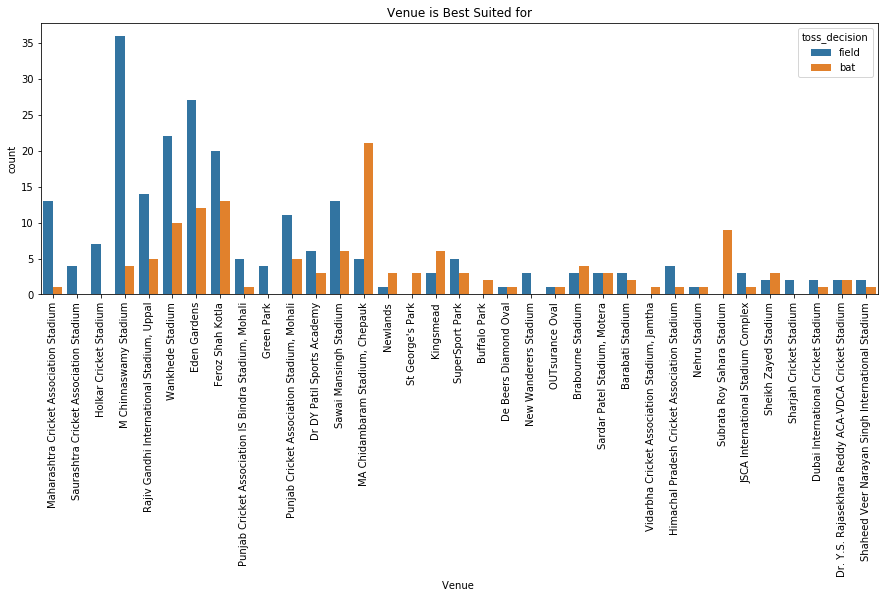 Venue is Best Suited for
toss_decision
field
bat
count
35
30
25
20
15
10
5
0
Maharashtra Cricket Association Stadium
Saurashtra Cricket Association Stadium
Holkar Cricket Stadium
M Chinnaswamy Stadium
Rajiv Gandhi International Stadium, Uppal
Wankhede Stadium
Eden Gardens
Feroz Shah Kotla
Punjab Cricket Association IS Bindra Stadium, Mohali
Green Park
Punjab Cricket Association Stadium, Mohali
Dr DY Patil Sports Academy
Sawai Mansingh Stadium
MA Chidambaram Stadium, Chepauk
Newlands
St George's Park
Kingsmead
SuperSport Park
Buffalo Park
De Beers Diamond Oval
New Wanderers Stadium
OUTsurance Oval
Brabourne Stadium
Sardar Patel Stadium, Motera
Barabati Stadium
Vidarbha Cricket Association Stadium, Jamtha
Himachal Pradesh Cricket Association Stadium
Nehru Stadium
Subrata Roy Sahara Stadium
JSCA International Stadium Complex
Sheikh Zayed Stadium
Sharjah Cricket Stadium
Dubai International Cricket Stadium
Dr. Y.S. Rajasekhara Reddy ACA-VDCA Cricket Stadium
Shaheed Veer Narayan Singh International Stadium
Venue